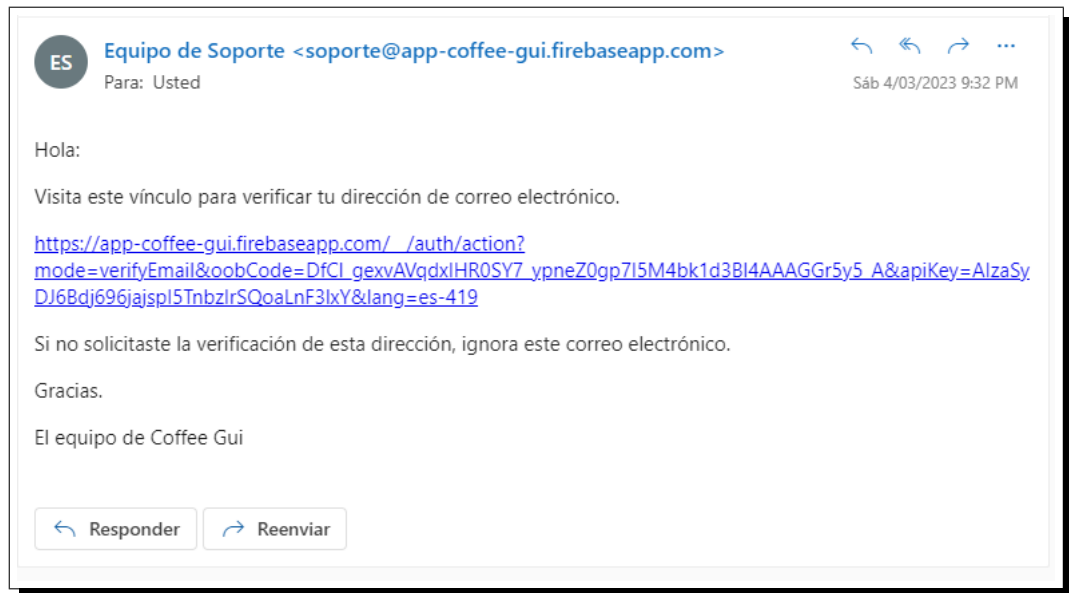 ES
Equipo de Soporte <soporte@app-coffee-gui.firebaseapp.com>
Para: Usted
Sáb 4/03/2023 9:32 PM
Hola:
Visita este vínculo para verificar tu dirección de correo electrónico.
https://app-coffee-gui.firebaseapp.com/__/auth/action?
mode=verifyEmail&oobCode=DfCl_gexvAVqdxlHR0SY7_ypneZ0gp7I5M4bk1d3BI4AAAGGr5y5_A&apiKey=AIzaSy
DJ6Bdj696jajspI5TnbzIrSQoaLnF3IxY&lang=es-419
Si no solicitaste la verificación de esta dirección, ignora este correo electrónico.
Gracias.
El equipo de Coffee Gui
Responder
Reenviar